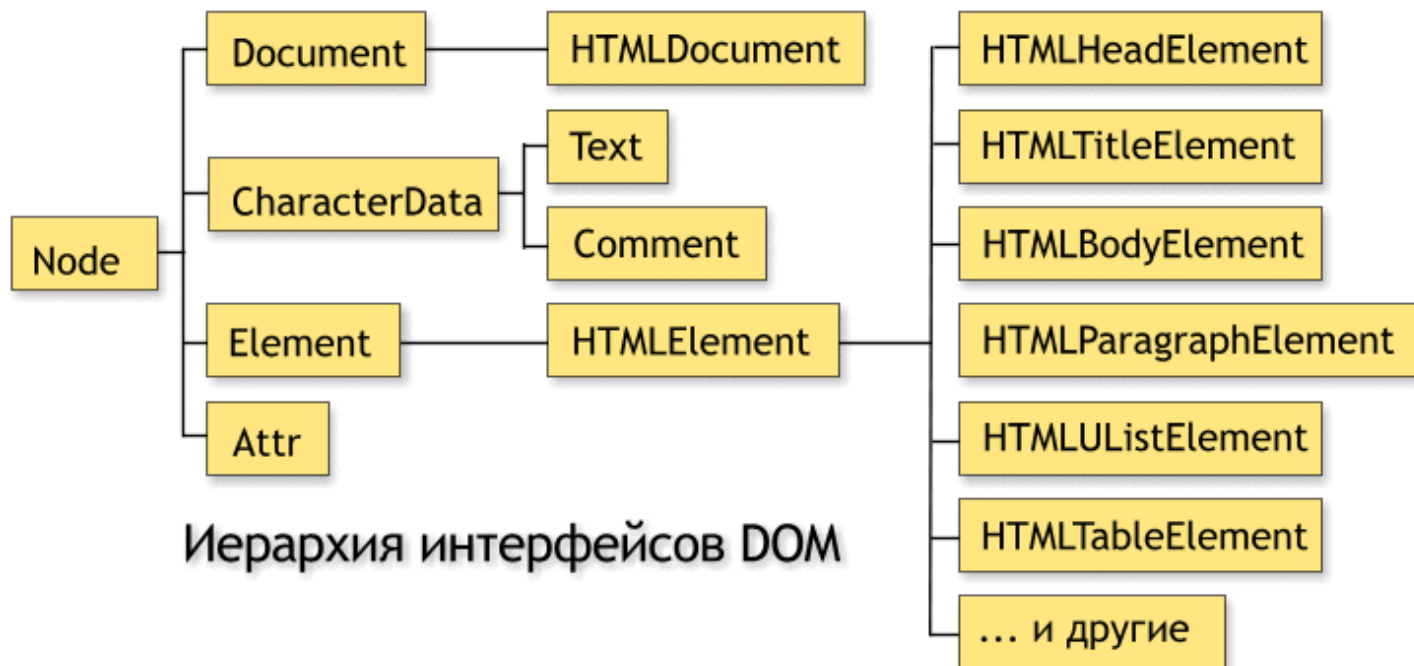 Node
Document
CharacterData
Element
Attr
HTMLDocument
Text
Comment
HTMLElement
HTMLHeadElement
HTMLTitleElement
HTMLBodyElement
HTMLParagraphElement
HTMLUListElement
HTMLTableElement
... и другие
Иерархия интерфейсов DOM